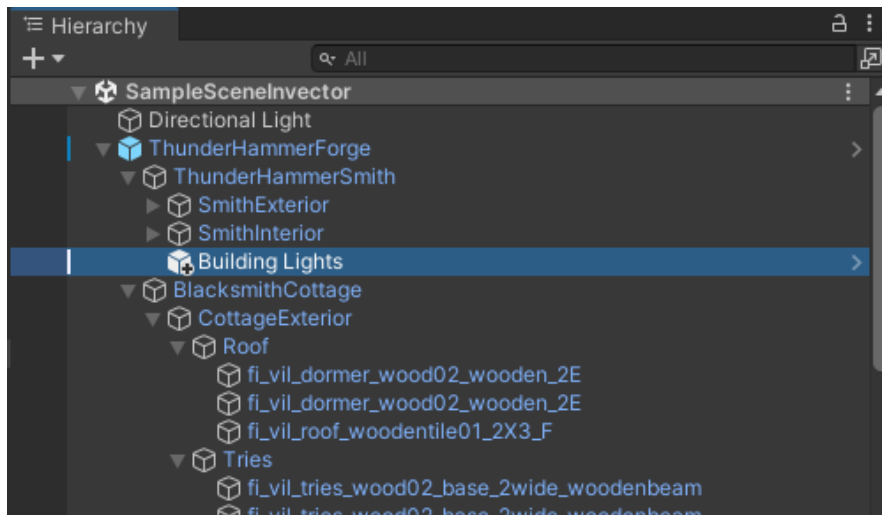 Hierarchy
All
SampleSceneInvector
Directional Light
ThunderHammerForge
ThunderHammerSmith
SmithExterior
SmithInterior
Building Lights
BlacksmithCottage
CottageExterior
Roof
fi_vil_dormer_wood02_wooden_2E
fi_vil_dormer_wood02_wooden_2E
fi_vil_roof_woodentile01_2X3_F
Tries
fi_vil_tries_wood02_base_2wide_woodenbeam
fi_vil_tries_wood02_base_2wide_woodenbeam